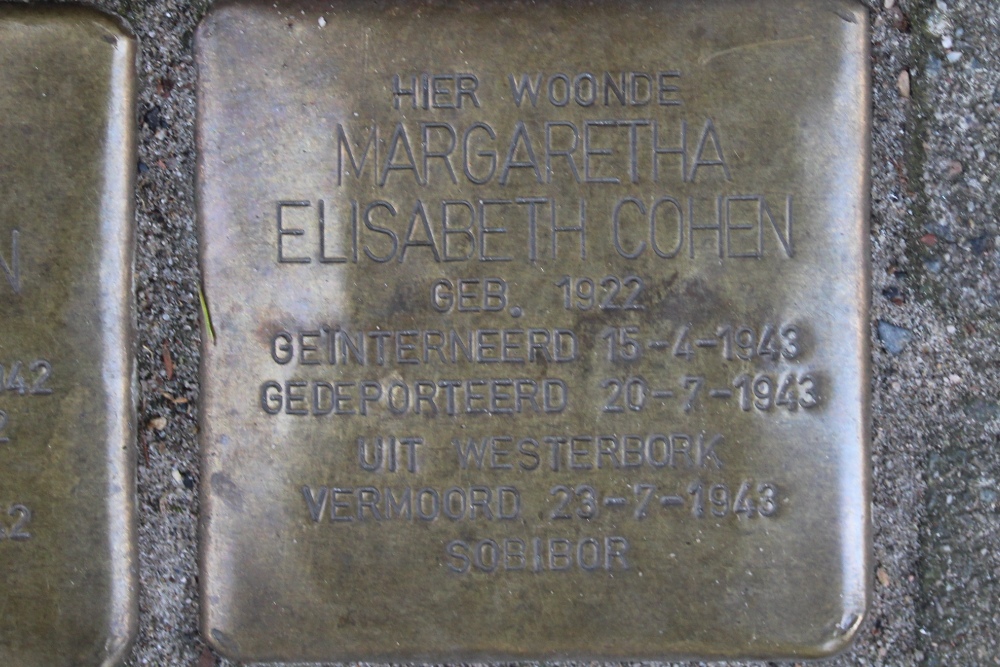 HIER WOONDE
MARGARETHA
ELISABETH COHEN
GEB. 1922
GEÏNTERNEERD 15-4-1943
GEDEPORTEERD 20-7-1943
UIT WESTERBORK
VERMOORD 23-7-1943
SOBIBOR